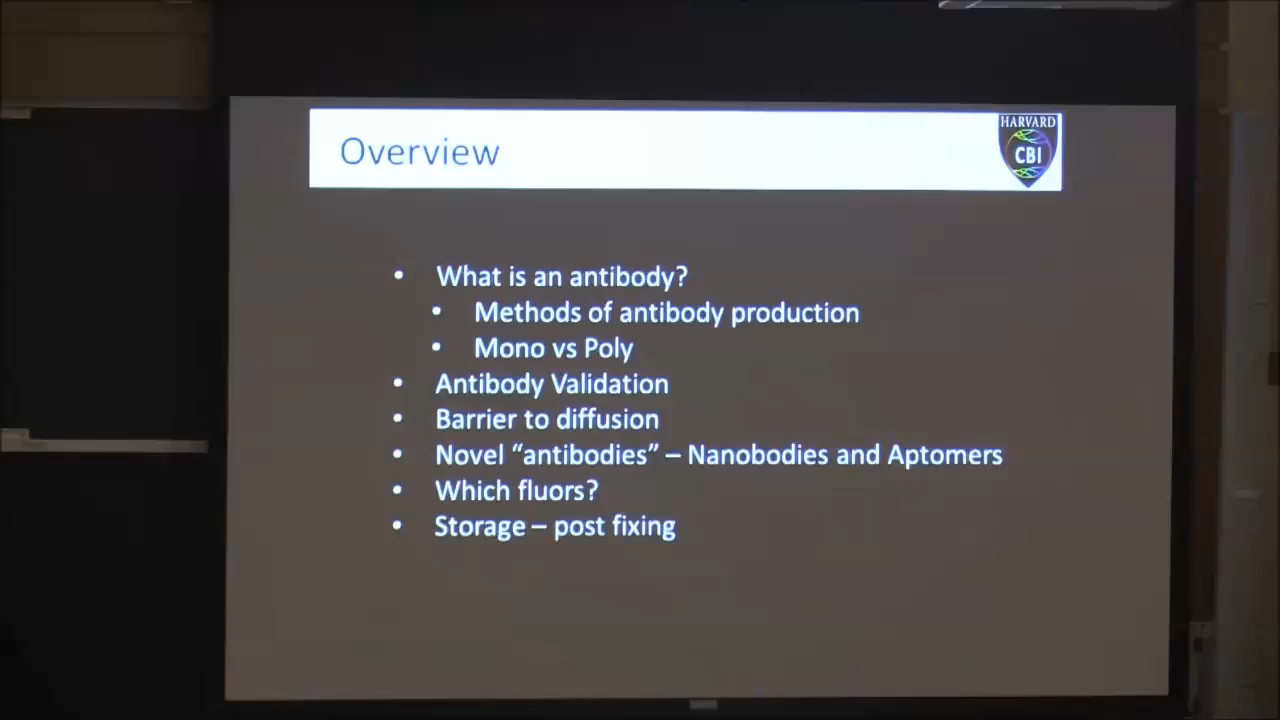 Overview
HARVARD
CBI
• What is an antibody?
• Methods of antibody production
• Mono vs Poly
• Antibody Validation
• Barrier to diffusion
• Novel “antibodies” – Nanobodies and Aptomers
• Which fluors?
• Storage – post fixing